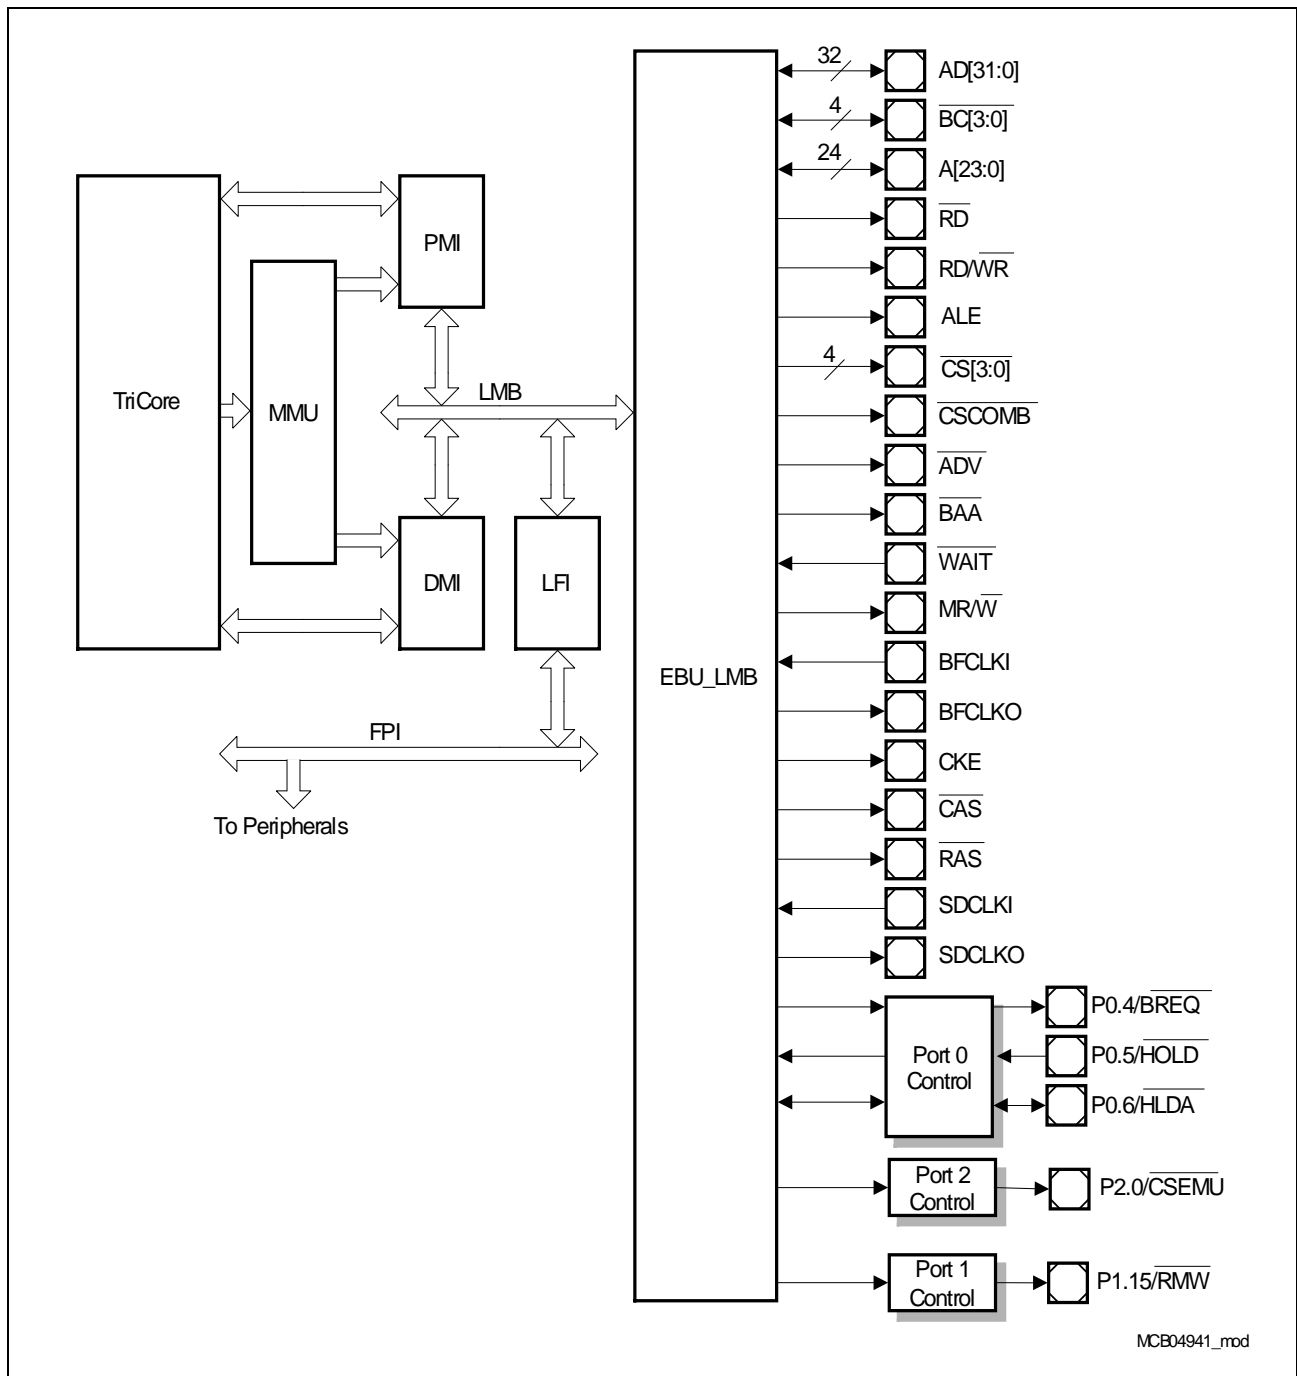 32
AD[31:0]
4
BC[3:0]
24
A[23:0]
RD
PMI
RD/WR
ALE
4
CS[3:0]
TriCore
MMU
LMB
CSCOMB
ADV
BAA
WAIT
DMI
LFI
MR/W
EBU_LMB
BFCLKI
BFCLKO
FPI
CKE
To Peripherals
CAS
RAS
SDCLKI
SDCLKO
P0.4/BREQ
Port 0
Control
P0.5/HOLD
P0.6/HLDA
Port 2
Control
P2.0/CSEMU
Port 1
Control
P1.15/RMW
MCB04941_mod